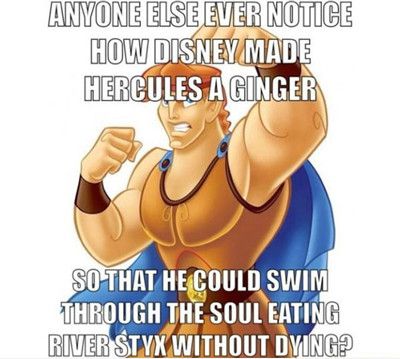 ANYONE ELSE EVER NOTICE
HOW DISNEY MADE
HERCULES A GINGER
SO THAT HE COULD SWIM
THROUGH THE SOUL EATING
RIVER STYX WITHOUT DYING?